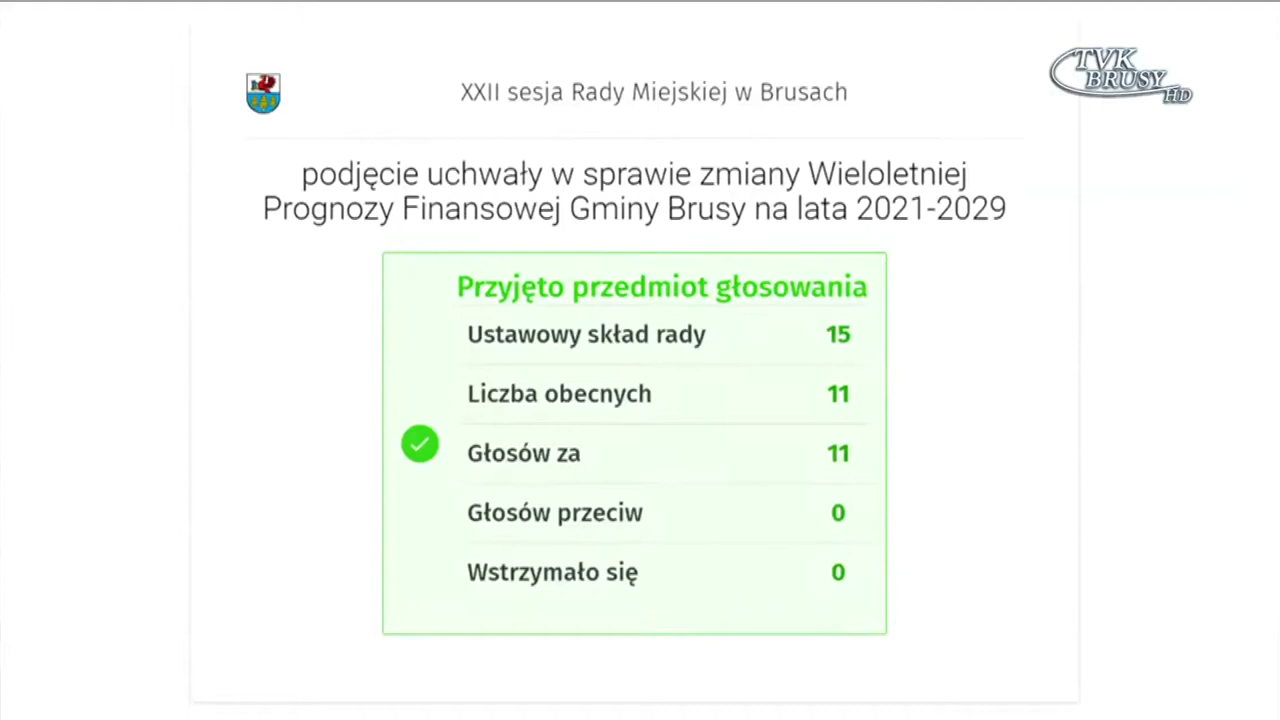 XXII sesja Rady Miejskiej w Brusach
TVK
BRUSY
HD
podjęcie uchwały w sprawie zmiany Wieloletniej
Prognozy Finansowej Gminy Brusy na lata 2021-2029
Przyjęto przedmiot głosowania
Ustawowy skład rady 15
Liczba obecnych 11
Głosów za 11
Głosów przeciw 0
Wstrzymało się 0